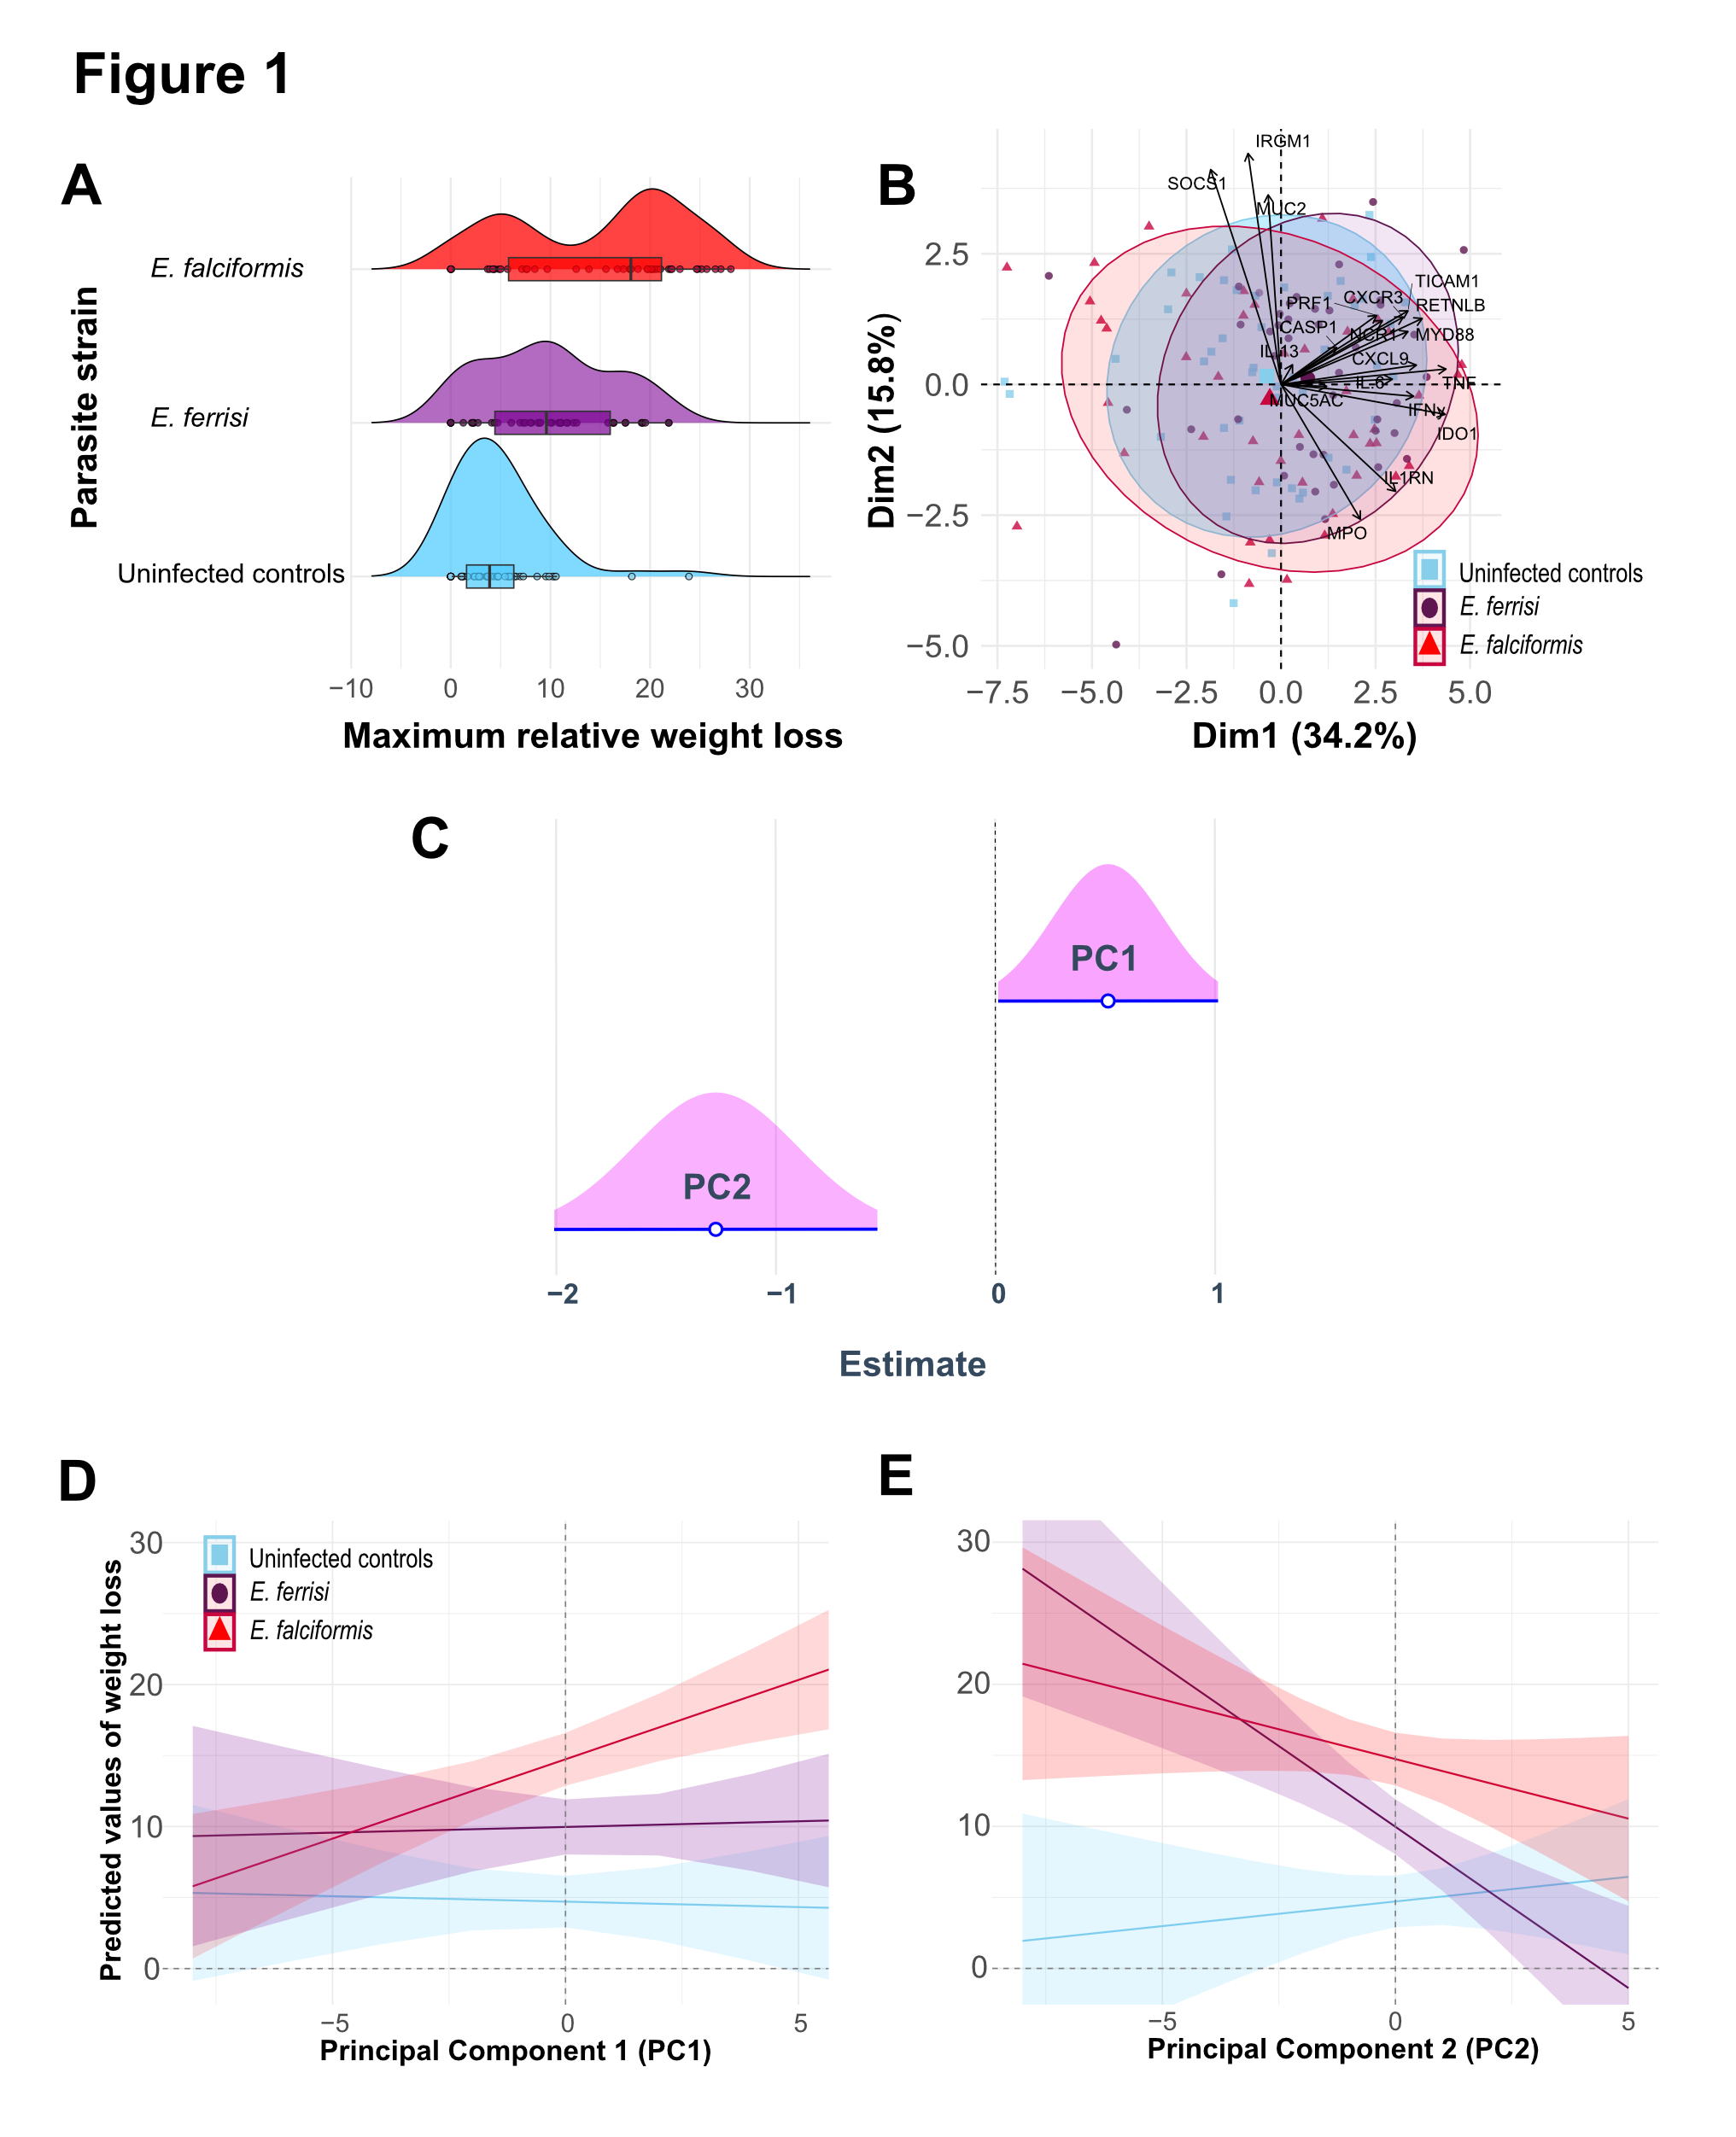 Figure 1
A
Parasite strain
E. falciformis
E. ferrisi
Uninfected controls
−10 0 10 20 30
Maximum relative weight loss
B
Dim2 (15.8%)
2.5
0.0
−2.5
−5.0
IRGM1
SOCS1
MUC2
TICAM1
PRF1 CXCR3 RETNLB
CASP1 NCR1 MYD88
IL.13 CXCL9
IL.6 TNF
MUC5AC IFNγ
IDO1
IL1RN
MPO
Uninfected controls
E. ferrisi
E. falciformis
−7.5 −5.0 −2.5 0.0 2.5 5.0
Dim1 (34.2%)
C
PC1
PC2
−2 −1 0 1
Estimate
D
Predicted values of weight loss
30
20
10
0
Uninfected controls
E. ferrisi
E. falciformis
−5 0 5
Principal Component 1 (PC1)
E
30
20
10
0
−5 0 5
Principal Component 2 (PC2)